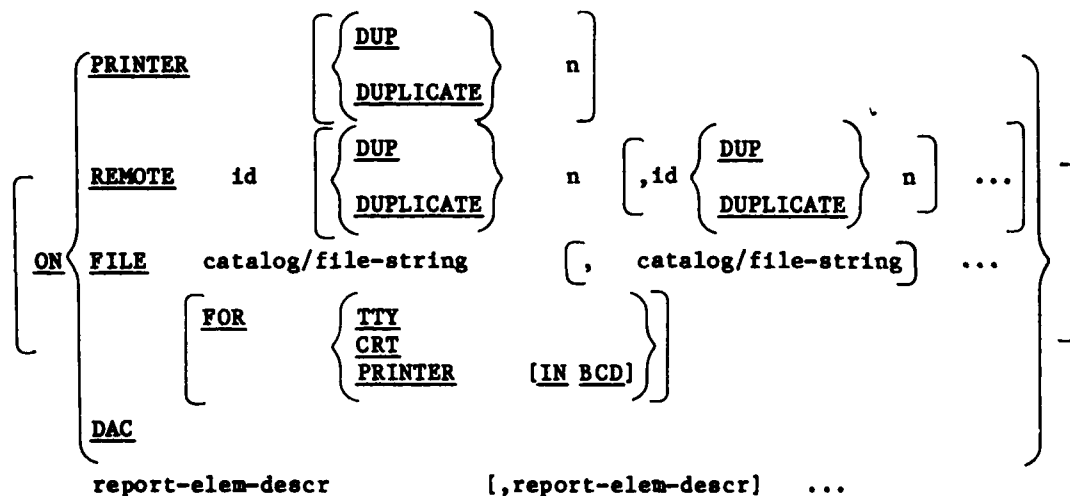 DUP
PRINTER n
DUPLICATE
DUP DUP
REMOTE id n [,id n] ...
DUPLICATE DUPLICATE
ON FILE catalog/file-string [, catalog/file-string] ...
FOR TTY
CRT
PRINTER [IN BCD]
DAC
report-elem-descr [,report-elem-descr] ...